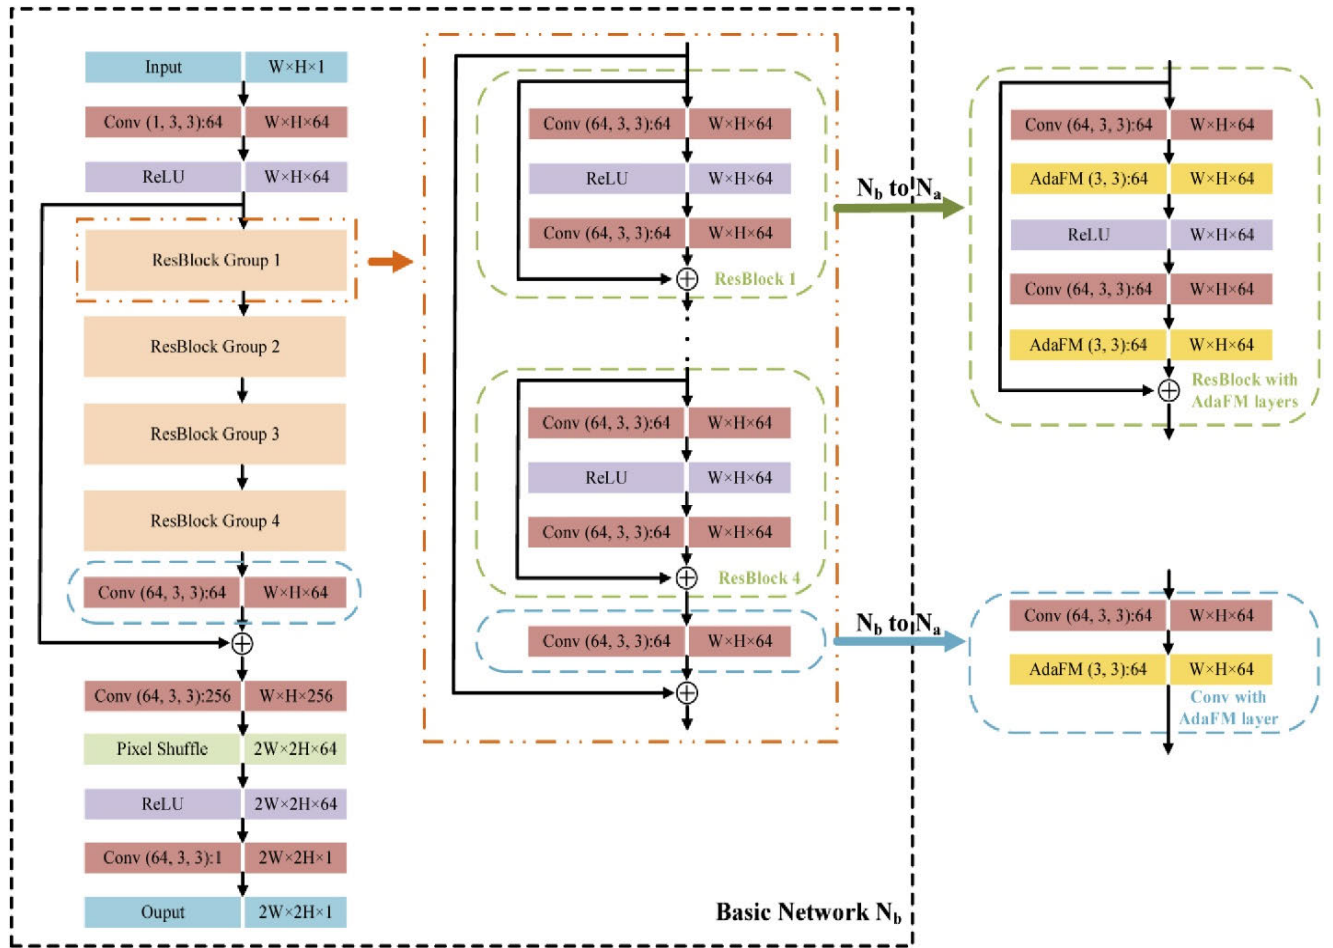 Input W×H×1
Conv (1, 3, 3):64 W×H×64
ReLU W×H×64
ResBlock Group 1
ResBlock Group 2
ResBlock Group 3
ResBlock Group 4
Conv (64, 3, 3):64 W×H×64
Conv (64, 3, 3):256 W×H×256
Pixel Shuffle 2W×2H×64
ReLU 2W×2H×64
Conv (64, 3, 3):1 2W×2H×1
Ouput 2W×2H×1
Conv (64, 3, 3):64 W×H×64
ReLU W×H×64
Conv (64, 3, 3):64 W×H×64
ResBlock 1
Conv (64, 3, 3):64 W×H×64
ReLU W×H×64
Conv (64, 3, 3):64 W×H×64
ResBlock 4
Conv (64, 3, 3):64 W×H×64
Basic Network N_b
N_b to N_a
Conv (64, 3, 3):64 W×H×64
AdaFM (3, 3):64 W×H×64
ReLU W×H×64
Conv (64, 3, 3):64 W×H×64
AdaFM (3, 3):64 W×H×64
ResBlock with
AdaFM layers
N_b to N_a
Conv (64, 3, 3):64 W×H×64
AdaFM (3, 3):64 W×H×64
Conv with
AdaFM layer